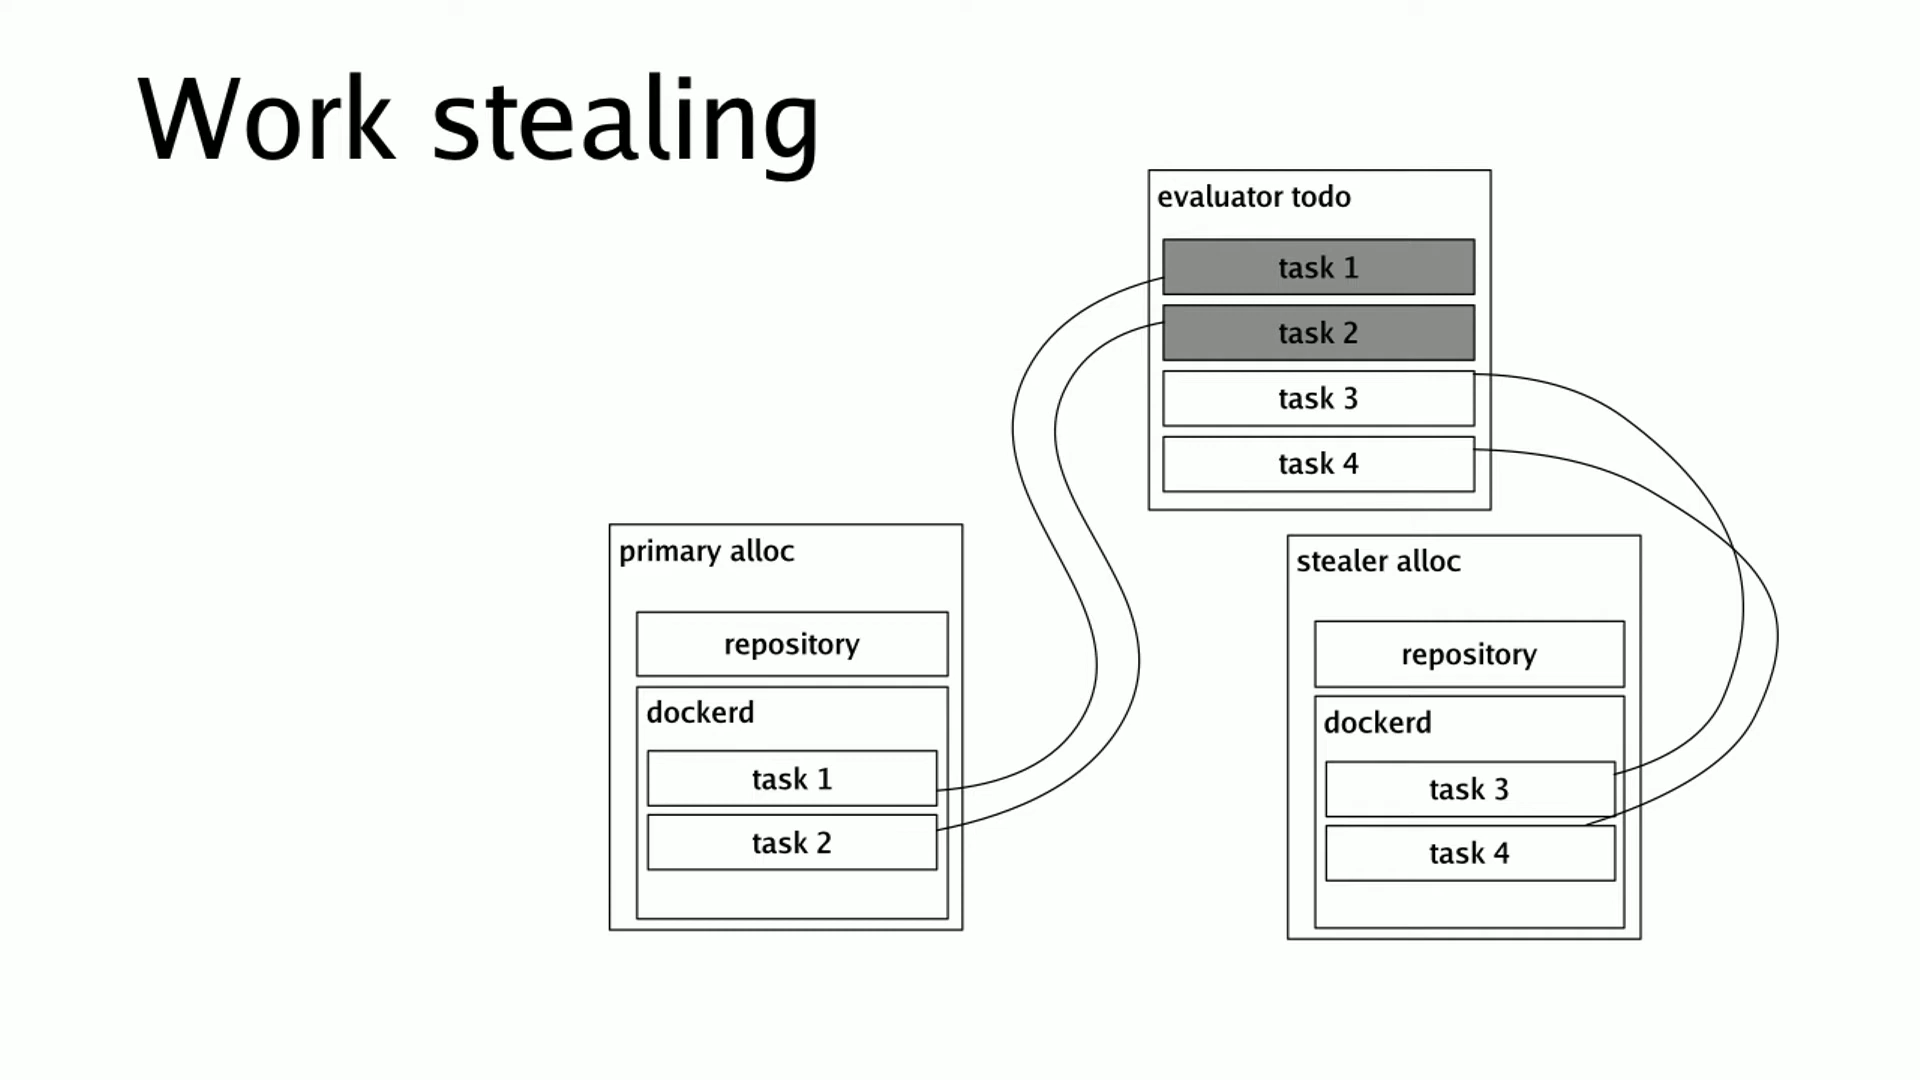 Work stealing
evaluator todo
task 1
task 2
task 3
task 4
primary alloc
repository
dockerd
task 1
task 2
stealer alloc
repository
dockerd
task 3
task 4